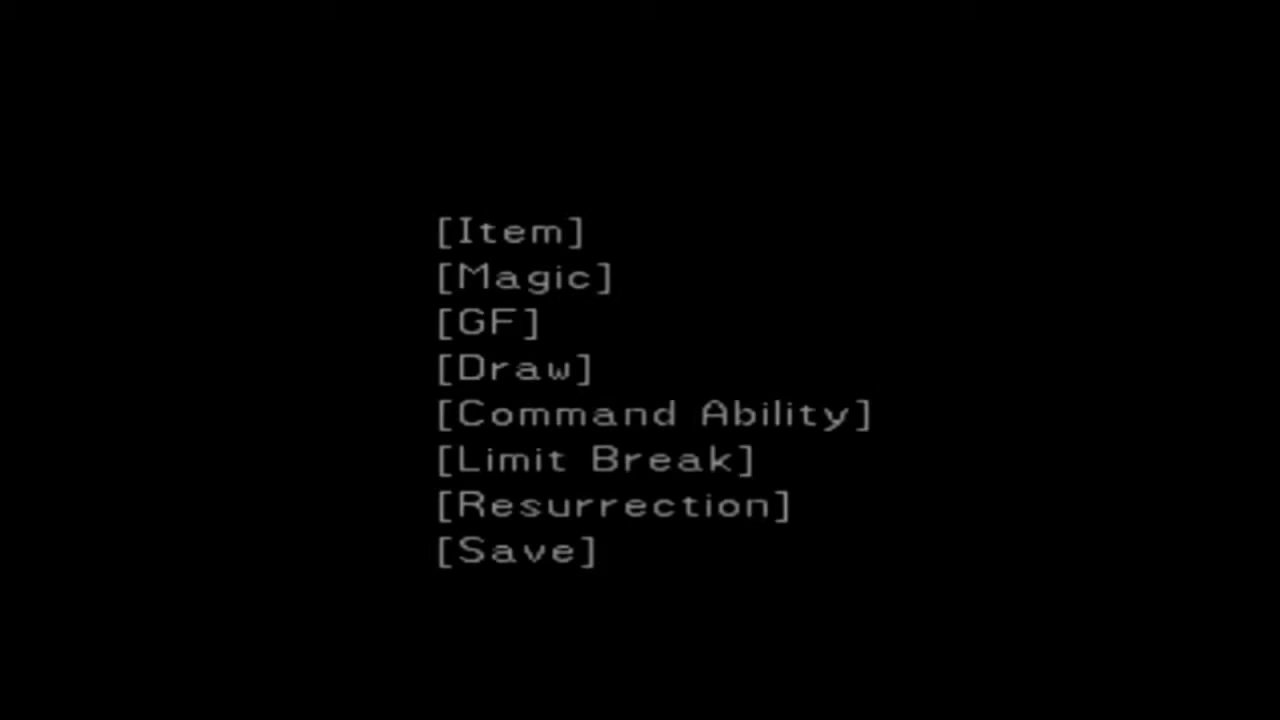 [Item]
[Magic]
[GF]
[Draw]
[Command Ability]
[Limit Break]
[Resurrection]
[Save]